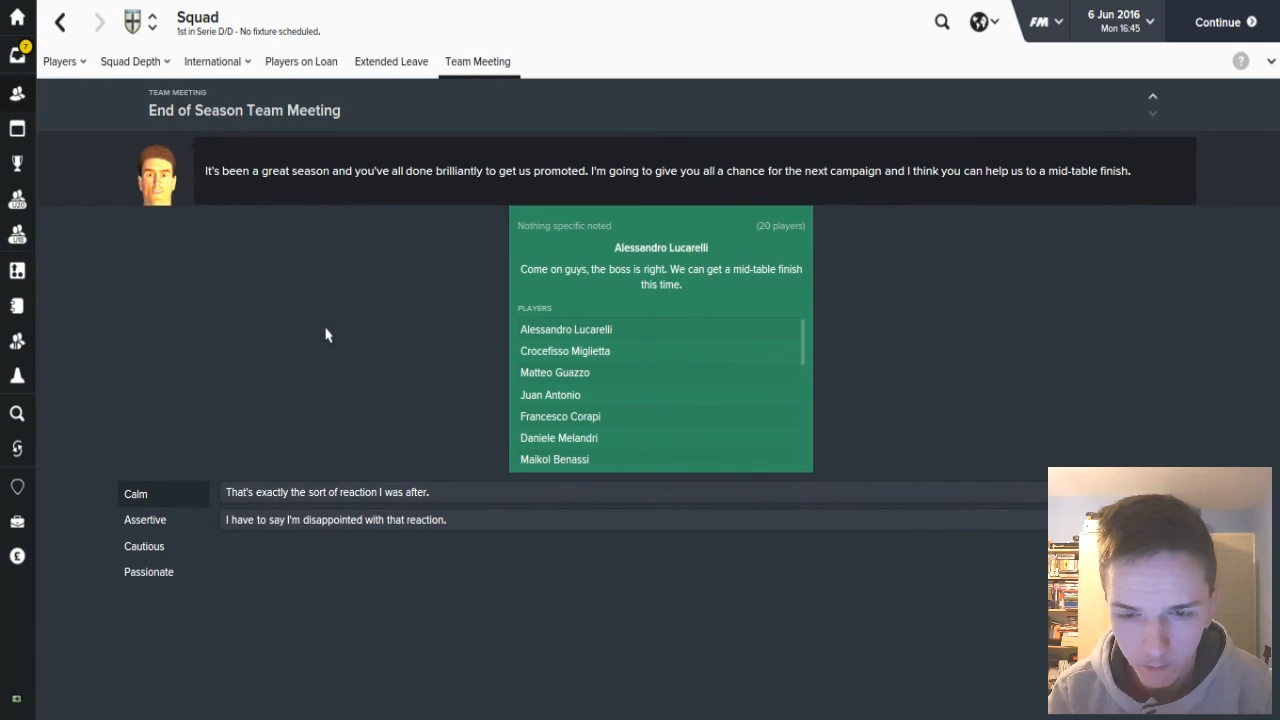 Squad
1st in Serie D/D - No fixture scheduled.
FM
6 Jun 2016
Mon 16:45
Continue
7
Players
Squad Depth
International
Players on Loan
Extended Leave
Team Meeting
?
TEAM MEETING
End of Season Team Meeting
It's been a great season and you've all done brilliantly to get us promoted. I'm going to give you all a chance for the next campaign and I think you can help us to a mid-table finish.
Nothing specific noted (20 players)
Alessandro Lucarelli
Come on guys, the boss is right. We can get a mid-table finish
this time.
PLAYERS
Alessandro Lucarelli
Crocefisso Miglietta
Matteo Guazzo
Juan Antonio
Francesco Corapi
Daniele Melandri
Maikol Benassi
Calm
That's exactly the sort of reaction I was after.
Assertive
I have to say I'm disappointed with that reaction.
Cautious
Passionate
U20
U18
£